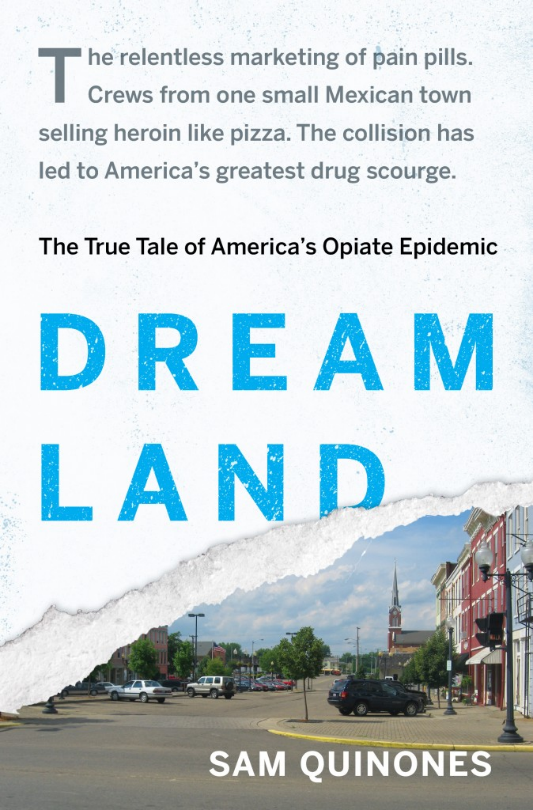 The relentless marketing of pain pills.
Crews from one small Mexican town
selling heroin like pizza. The collision has
led to America’s greatest drug scourge.
The True Tale of America’s Opiate Epidemic
DREAM
LAND
SAM QUINONES